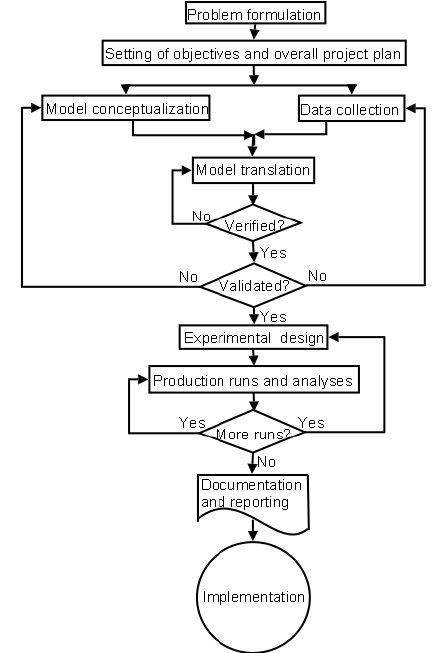 Problem formulation
Setting of objectives and overall project plan
Model conceptualization
Data collection
Model translation
No
Verified?
Yes
No
No
Validated?
Yes
Experimental design
Production runs and analyses
Yes
Yes
More runs?
No
Documentation
and reporting
Implementation